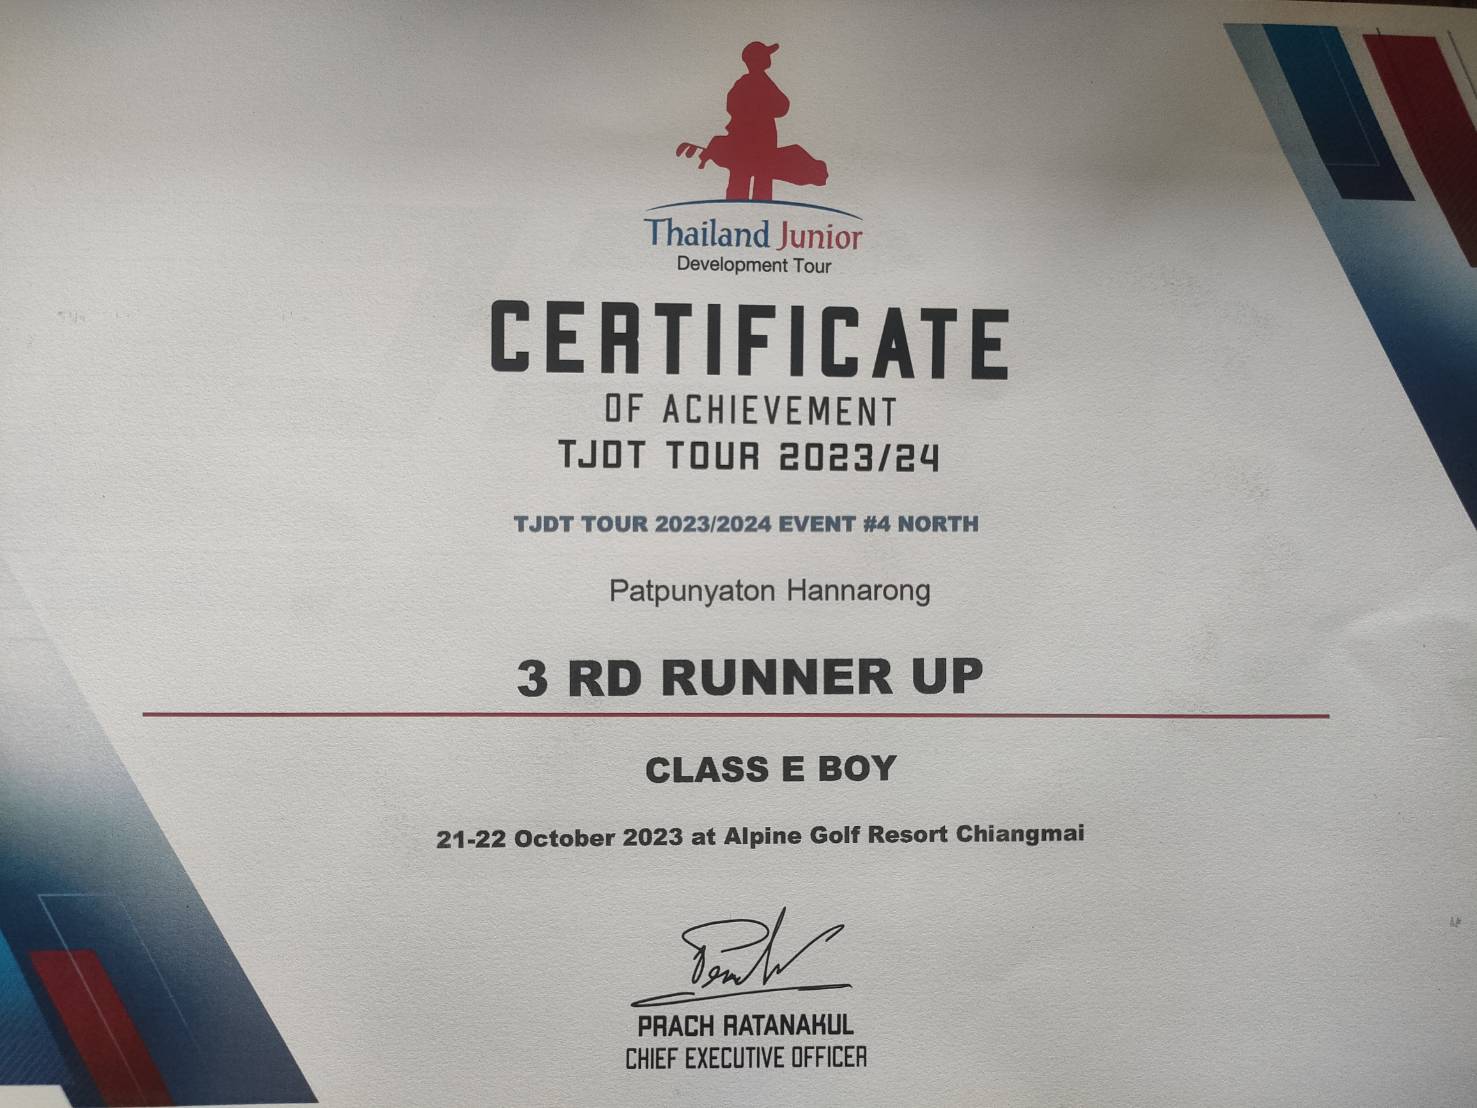 Thailand Junior
Development Tour
CERTIFICATE
OF ACHIEVEMENT
TJDT TOUR 2023/24
TJDT TOUR 2023/2024 EVENT #4 NORTH
Patpunyaton Hannarong
3 RD RUNNER UP
CLASS E BOY
21-22 October 2023 at Alpine Golf Resort Chiangmai
PRACH RATANAKUL
CHIEF EXECUTIVE OFFICER